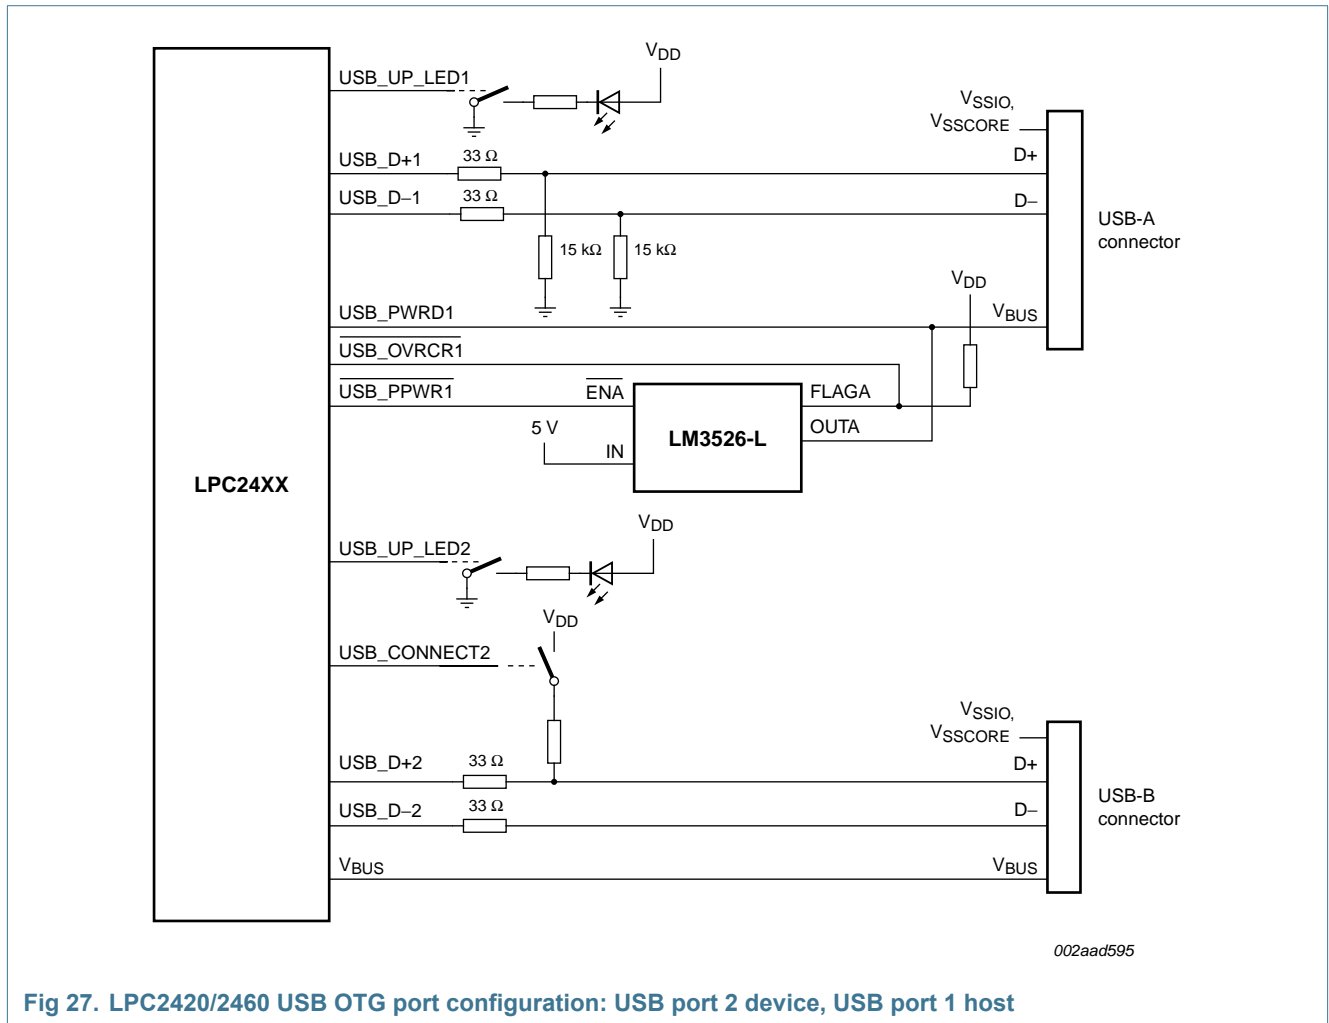 USB_UP_LED1
VDD
VSSIO,
VSSCORE
USB_D+1
33 Ω
D+
USB_D−1
33 Ω
D−
USB-A
connector
15 kΩ
15 kΩ
VDD
USB_PWRD1
VBUS
USB_OVRCR1
USB_PPWR1
ENA
FLAGA
5 V
IN
LM3526-L
OUTA
LPC24XX
VDD
USB_UP_LED2
VDD
USB_CONNECT2
VSSIO,
VSSCORE
USB_D+2
33 Ω
D+
USB_D−2
33 Ω
D−
USB-B
connector
VBUS
VBUS
002aad595
Fig 27. LPC2420/2460 USB OTG port configuration: USB port 2 device, USB port 1 host